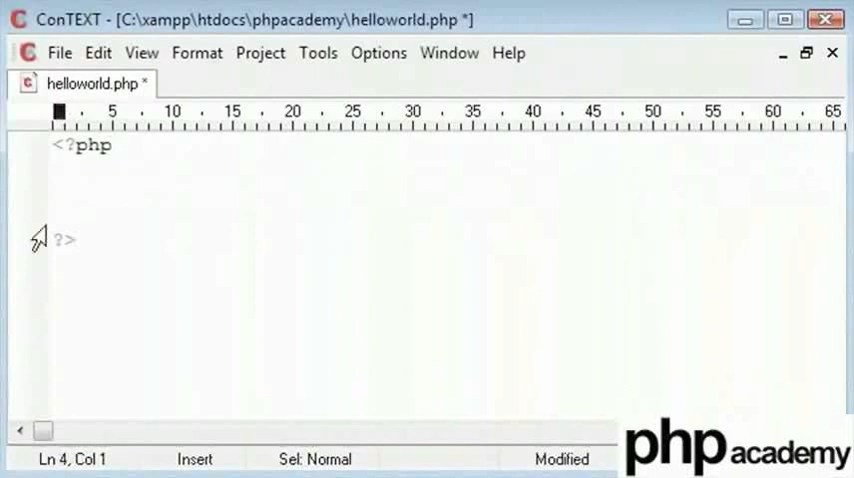 ConTEXT - [C:\xampp\htdocs\phpacademy\helloworld.php *]
File Edit View Format Project Tools Options Window Help
helloworld.php *
5 10 15 20 25 30 35 40 45 50 55 60 65
<?php
?>
Ln 4, Col 1 Insert Sel: Normal Modified
php academy